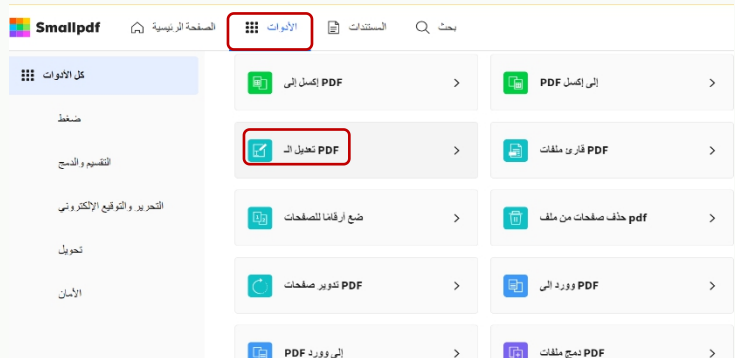 Smallpdf
الصفحة الرئيسية
الأدوات
المستندات
بحث
كل الأدوات
ضغط
التقسيم والدمج
التحرير والتوقيع الإلكتروني
تحويل
الأمان
PDF إكسل إلى
إلى إكسل PDF
PDF تعديل الـ
PDF قارئ ملفات
ضع أرقامًا للصفحات
pdf حذف صفحات من ملف
PDF تدوير صفحات
PDF وورد إلى
إلى وورد PDF
PDF دمج ملفات